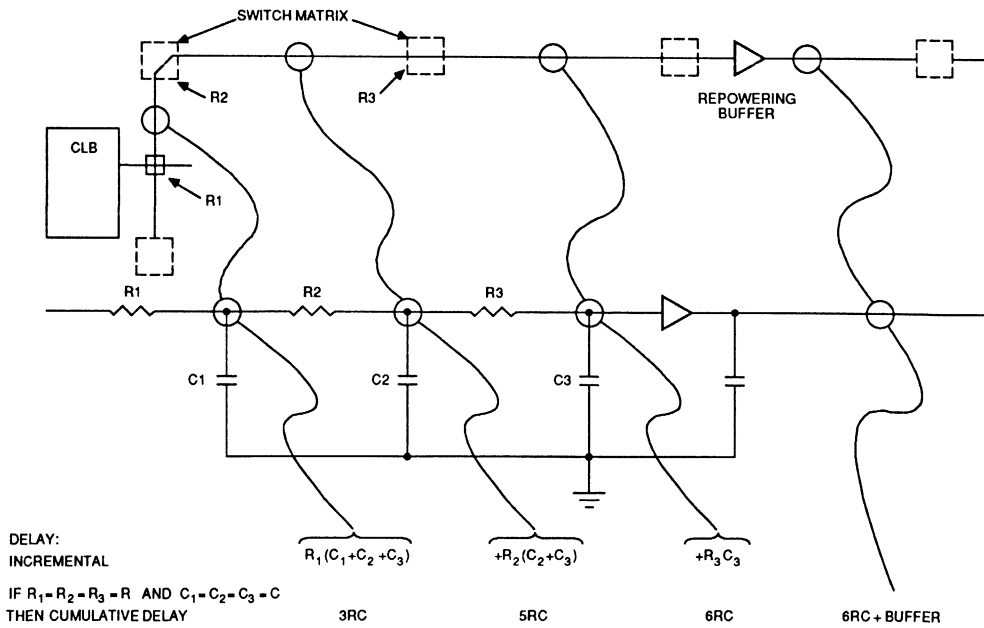 SWITCH MATRIX
R2
R3
REPOWERING
BUFFER
CLB
R1
R1 R2 R3
C1 C2 C3
DELAY:
INCREMENTAL R₁(C₁+C₂+C₃) +R₂(C₂+C₃) +R₃C₃
IF R₁=R₂=R₃=R AND C₁=C₂=C₃=C
THEN CUMULATIVE DELAY 3RC 5RC 6RC 6RC + BUFFER